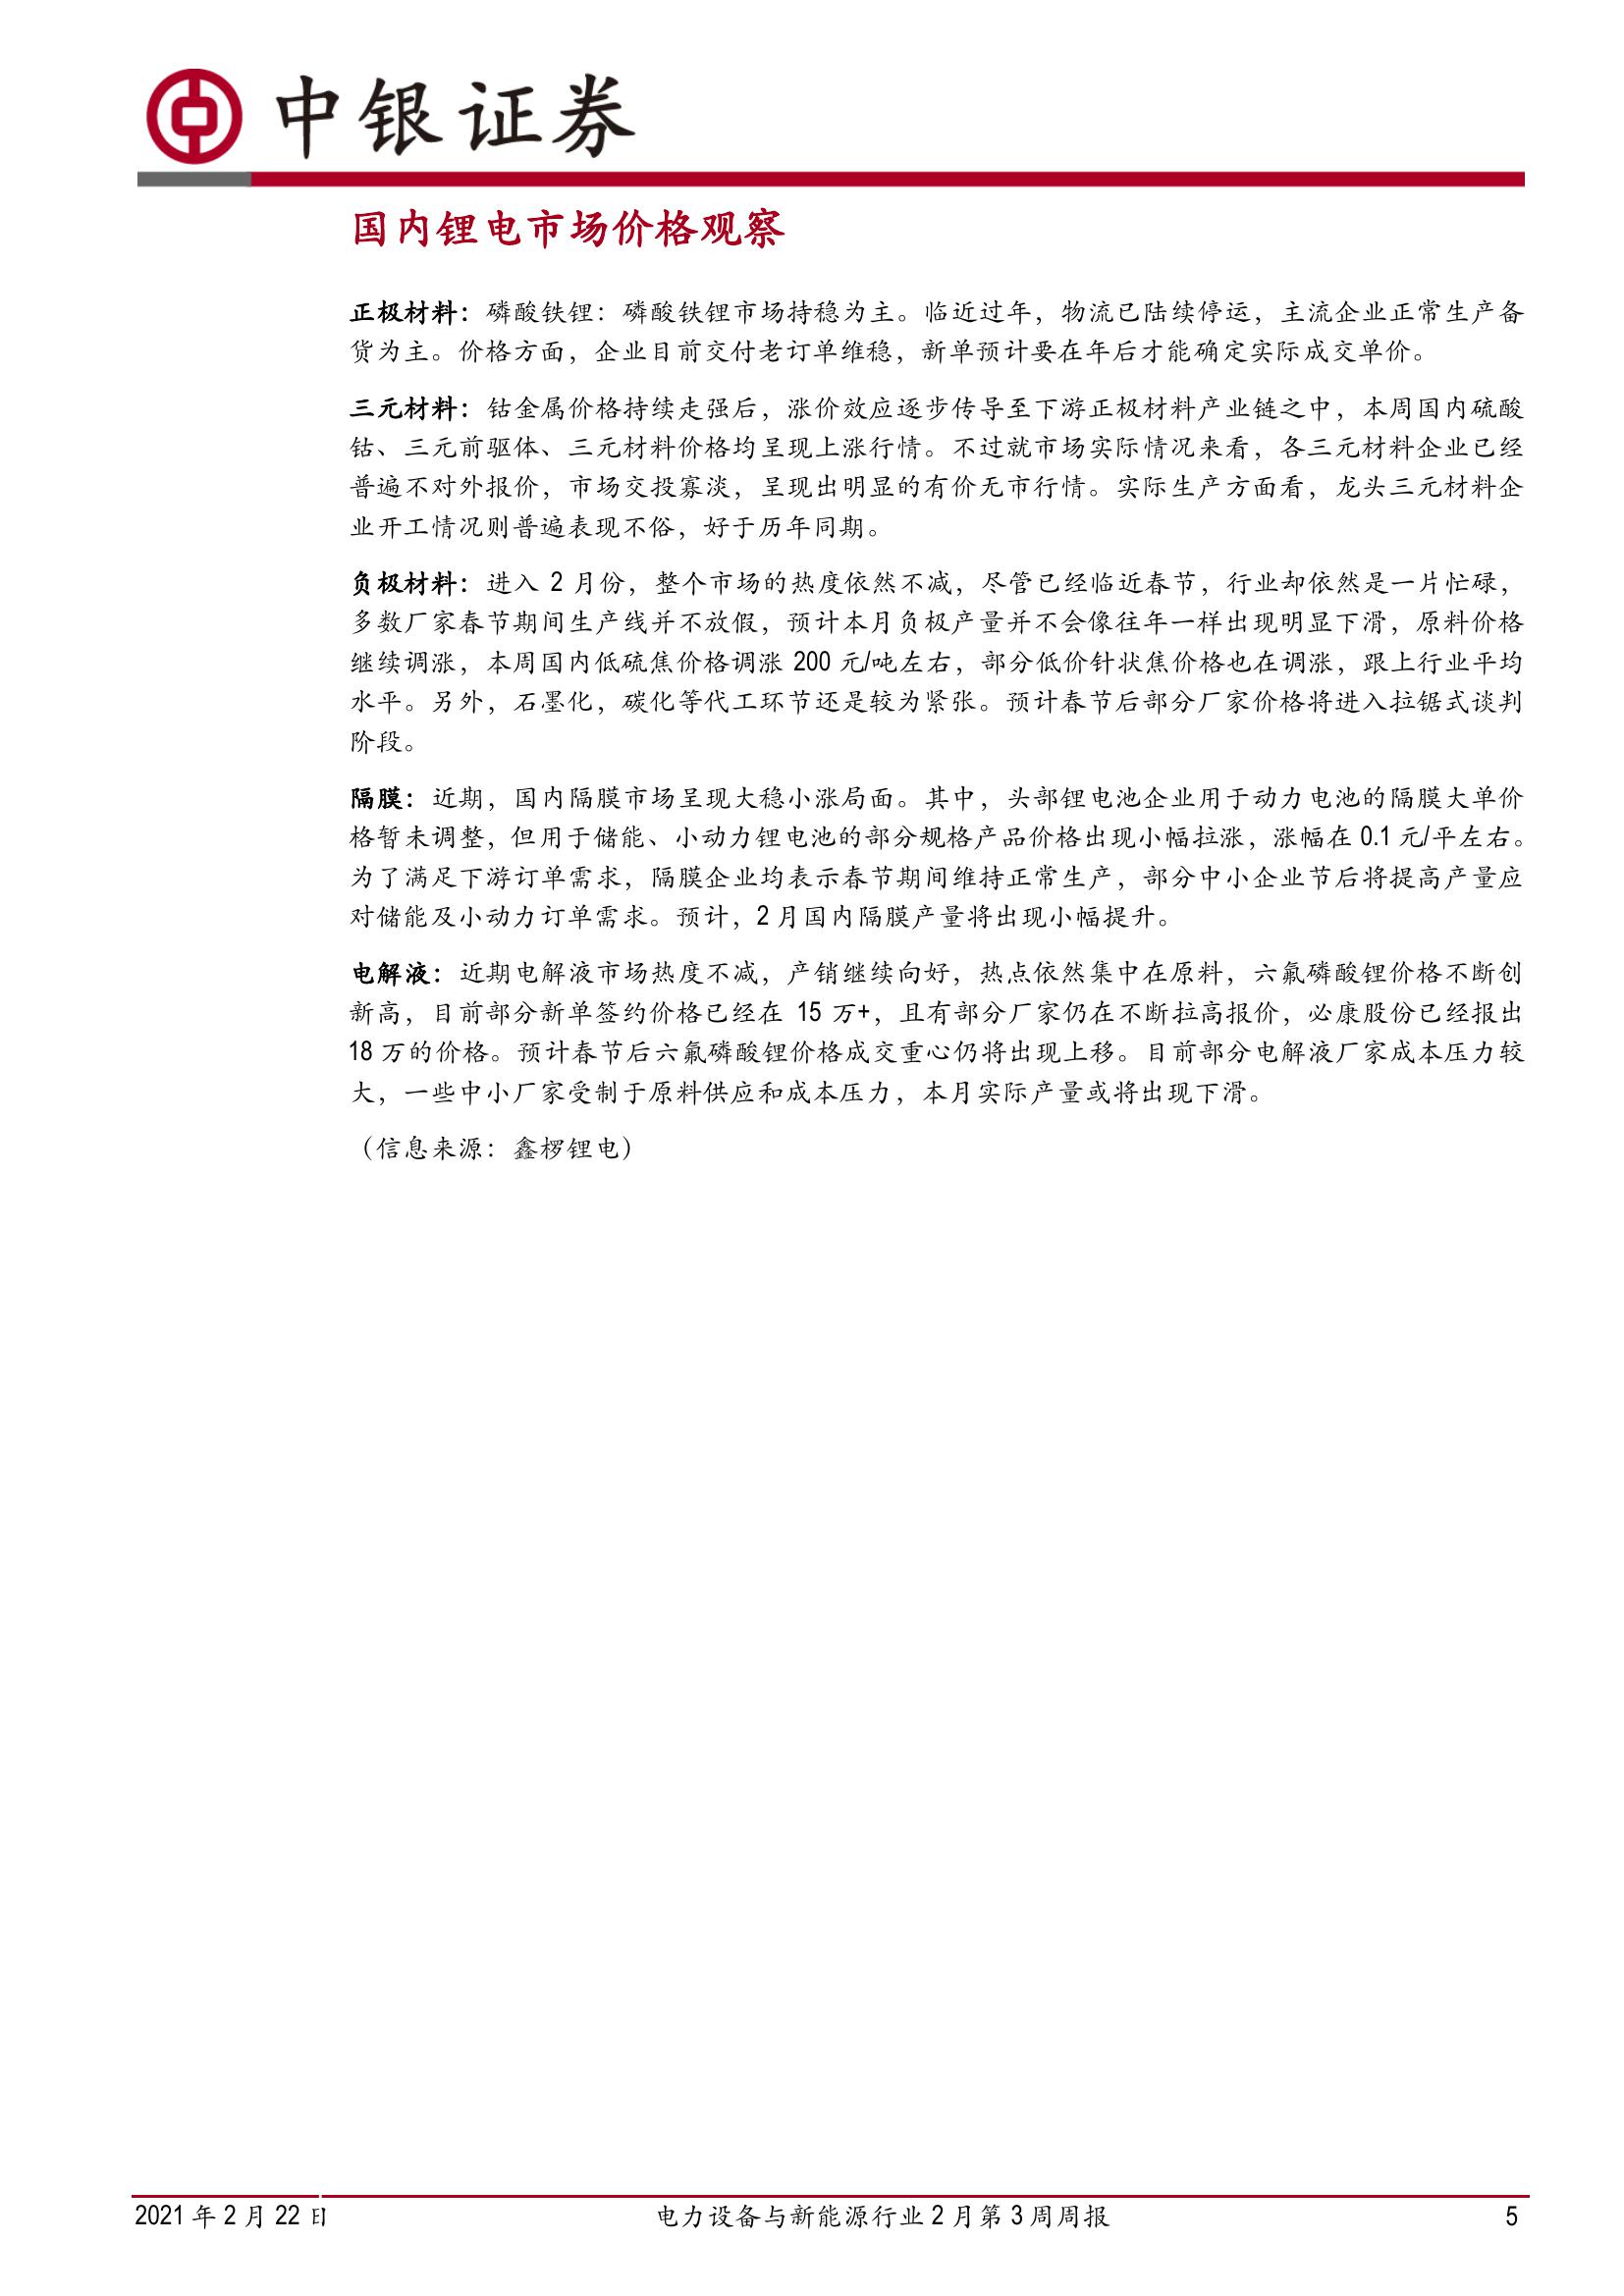 中银证券
国内锂电市场价格观察
正极材料：磷酸铁锂：磷酸铁锂市场持稳为主。临近过年，物流已陆续停运，主流企业正常生产备
货为主。价格方面，企业目前交付老订单维稳，新单预计要在年后才能确定实际成交单价。
三元材料：钴金属价格持续走强后，涨价效应逐步传导至下游正极材料产业链之中，本周国内硫酸
钴、三元前驱体、三元材料价格均呈现上涨行情。不过就市场实际情况来看，各三元材料企业已经
普遍不对外报价，市场交投寡淡，呈现出明显的有价无市行情。实际生产方面看，龙头三元材料企
业开工情况则普遍表现不俗，好于历年同期。
负极材料：进入 2 月份，整个市场的热度依然不减，尽管已经临近春节，行业却依然是一片忙碌，
多数厂家春节期间生产线并不放假，预计本月负极产量并不会像往年一样出现明显下滑，原料价格
继续调涨，本周国内低硫焦价格调涨 200 元/吨左右，部分低价针状焦价格也在调涨，跟上行业平均
水平。另外，石墨化，碳化等代工环节还是较为紧张。预计春节后部分厂家价格将进入拉锯式谈判
阶段。
隔膜：近期，国内隔膜市场呈现大稳小涨局面。其中，头部锂电池企业用于动力电池的隔膜大单价
格暂未调整，但用于储能、小动力锂电池的部分规格产品价格出现小幅拉涨，涨幅在 0.1 元/平左右。
为了满足下游订单需求，隔膜企业均表示春节期间维持正常生产，部分中小企业节后将提高产量应
对储能及小动力订单需求。预计，2 月国内隔膜产量将出现小幅提升。
电解液：近期电解液市场热度不减，产销继续向好，热点依然集中在原料，六氟磷酸锂价格不断创
新高，目前部分新单签约价格已经在 15 万+，且有部分厂家仍在不断拉高报价，必康股份已经报出
18 万的价格。预计春节后六氟磷酸锂价格成交重心仍将出现上移。目前部分电解液厂家成本压力较
大，一些中小厂家受制于原料供应和成本压力，本月实际产量或将出现下滑。
（信息来源：鑫椤锂电）
2021 年 2 月 22 日 电力设备与新能源行业 2 月第 3 周周报 5